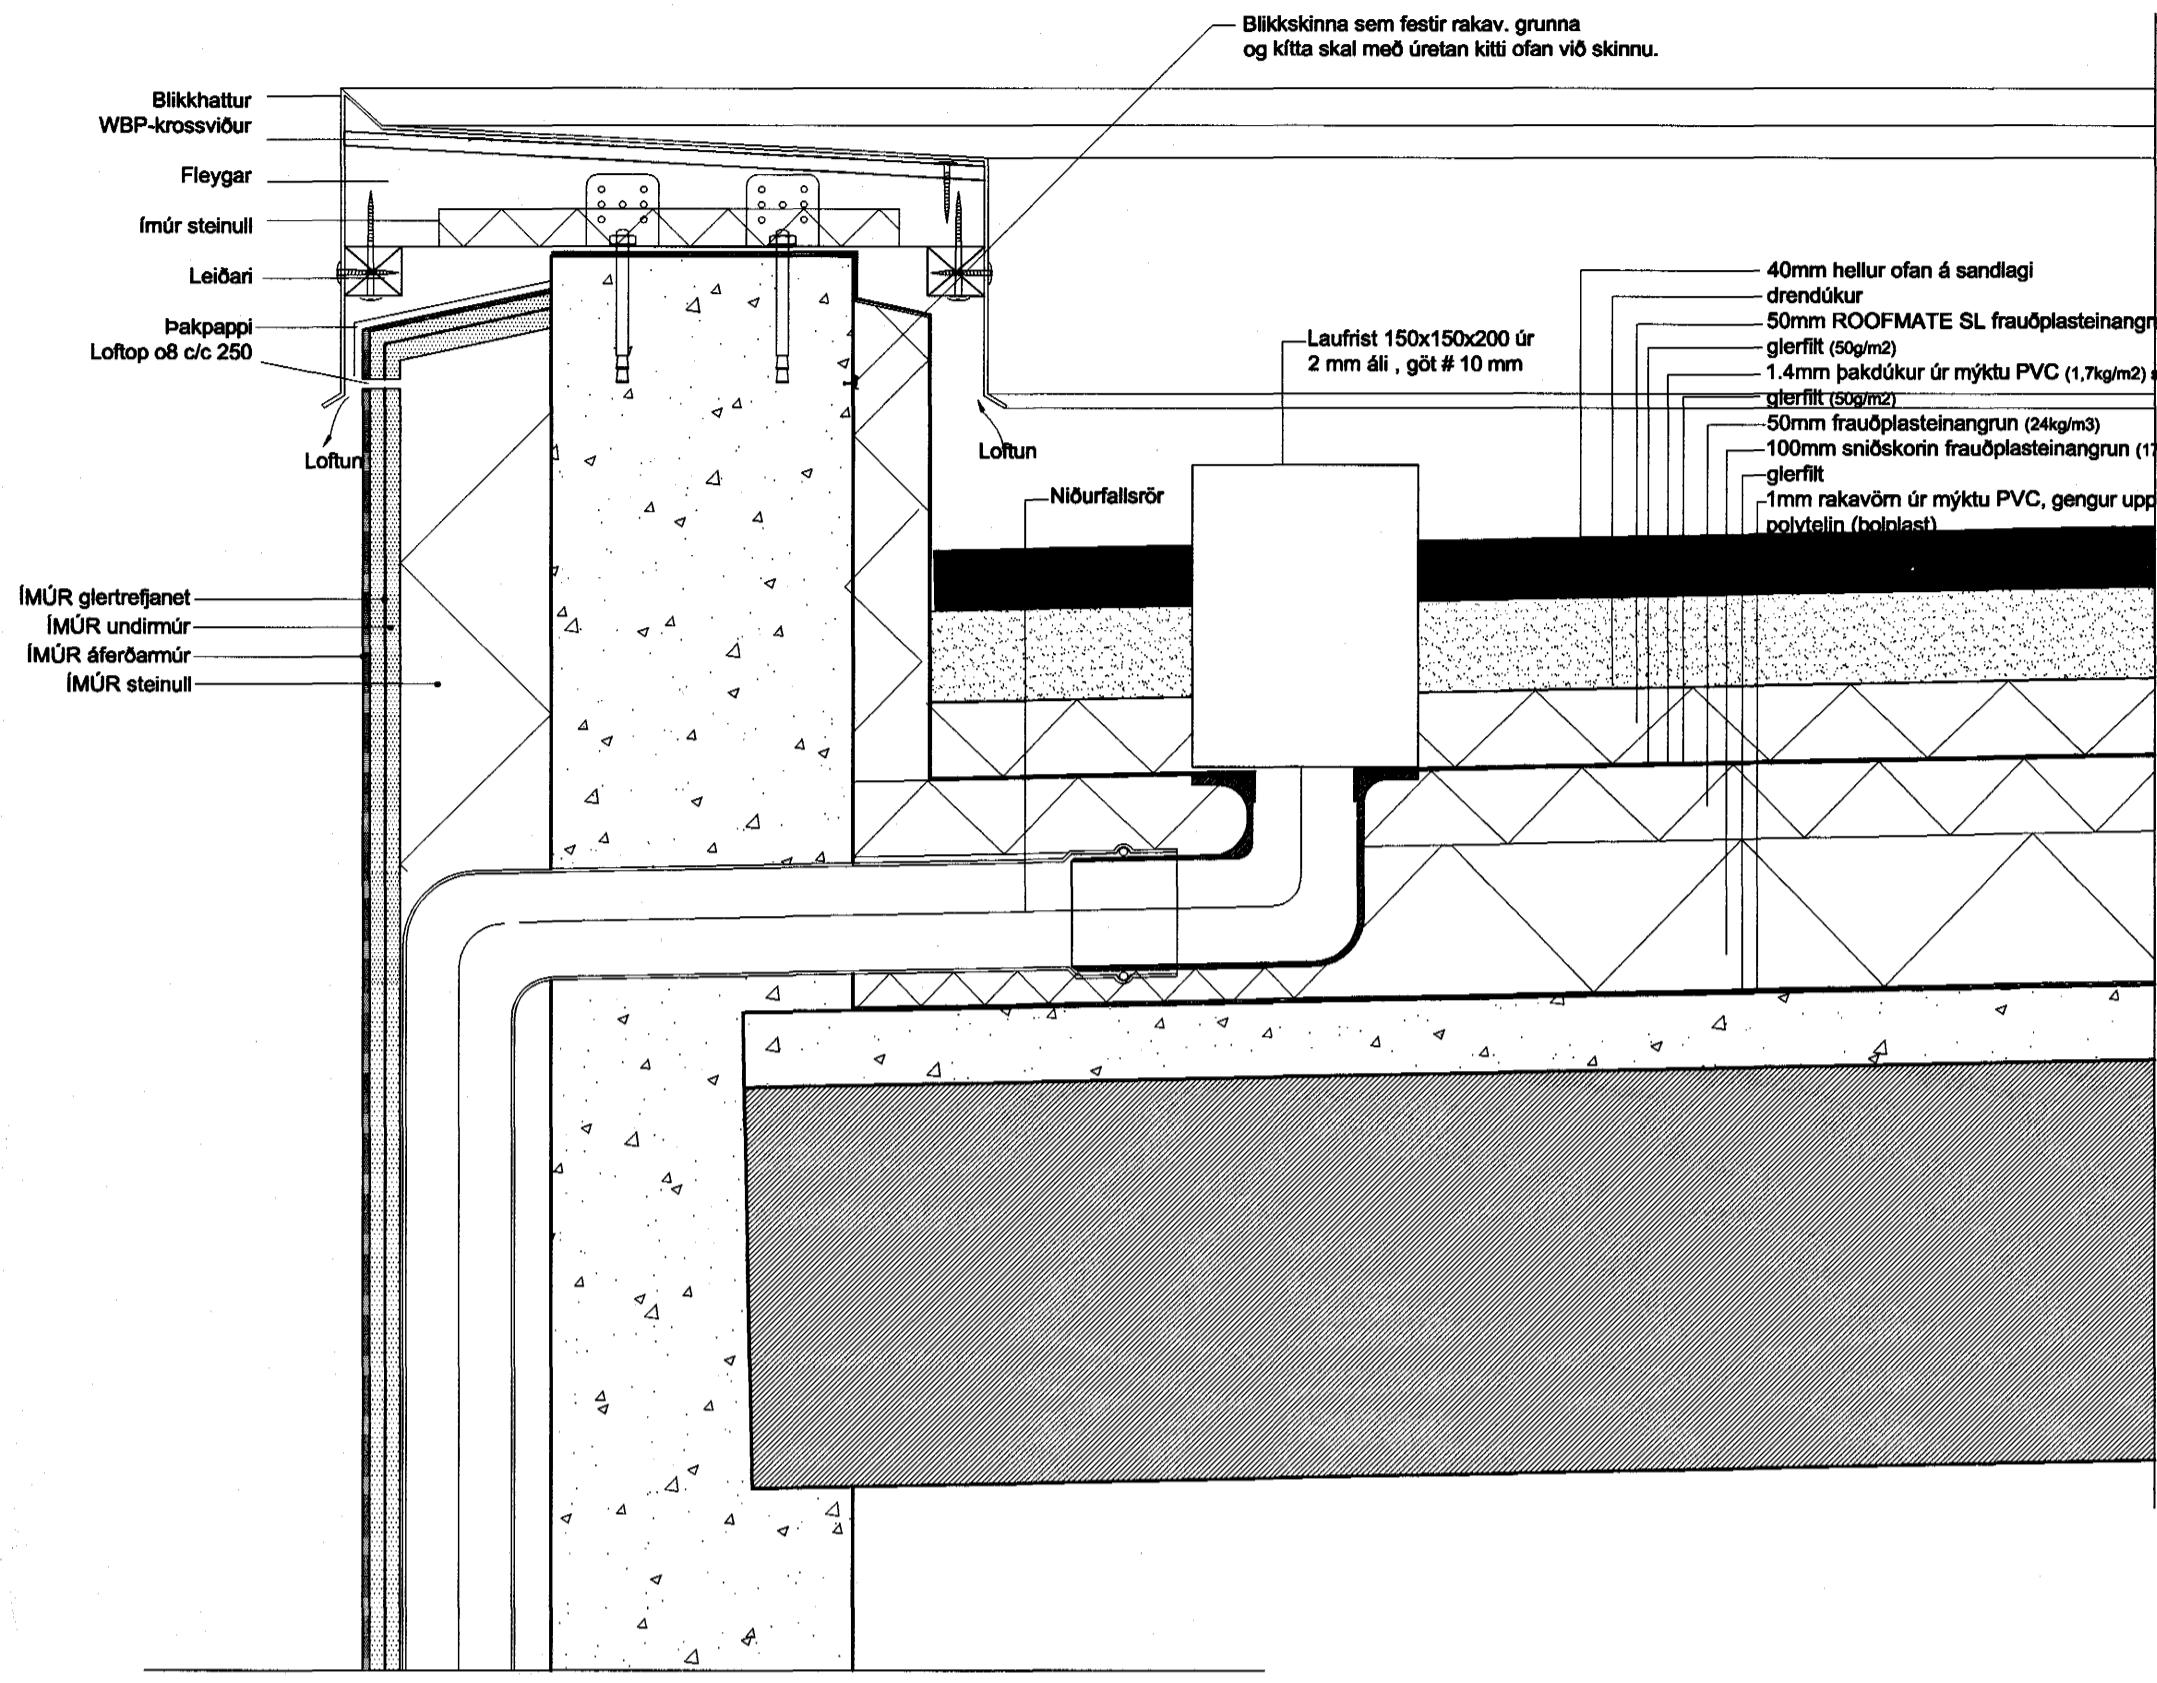 Blikkskinna sem festir rakav. grunna
og kítta skal með úretan kitti ofan við skinnu.
Blikkhattur
WBP-krossviður
Fleygar
Ímúr steinull
Leiðari
Þakpappi
Loftop o8 c/c 250
Loftun
Loftun
Laufrist 150x150x200 úr
2 mm áli , göt # 10 mm
Niðurfallsrör
40mm hellur ofan á sandlagi
drendúkur
50mm ROOFMATE SL frauðplasteinangr
glerfilt (50g/m2)
1.4mm þakdúkur úr mýktu PVC (1,7kg/m2)
glerfilt (50g/m2)
50mm frauðplasteinangrun (24kg/m3)
100mm sniðskorin frauðplasteinangrun (17
glerfilt
1mm rakavörn úr mýktu PVC, gengur upp
polytelin (bolplast)
ÍMÚR glertrefjanet
ÍMÚR undirmúr
ÍMÚR áferðarmúr
ÍMÚR steinull